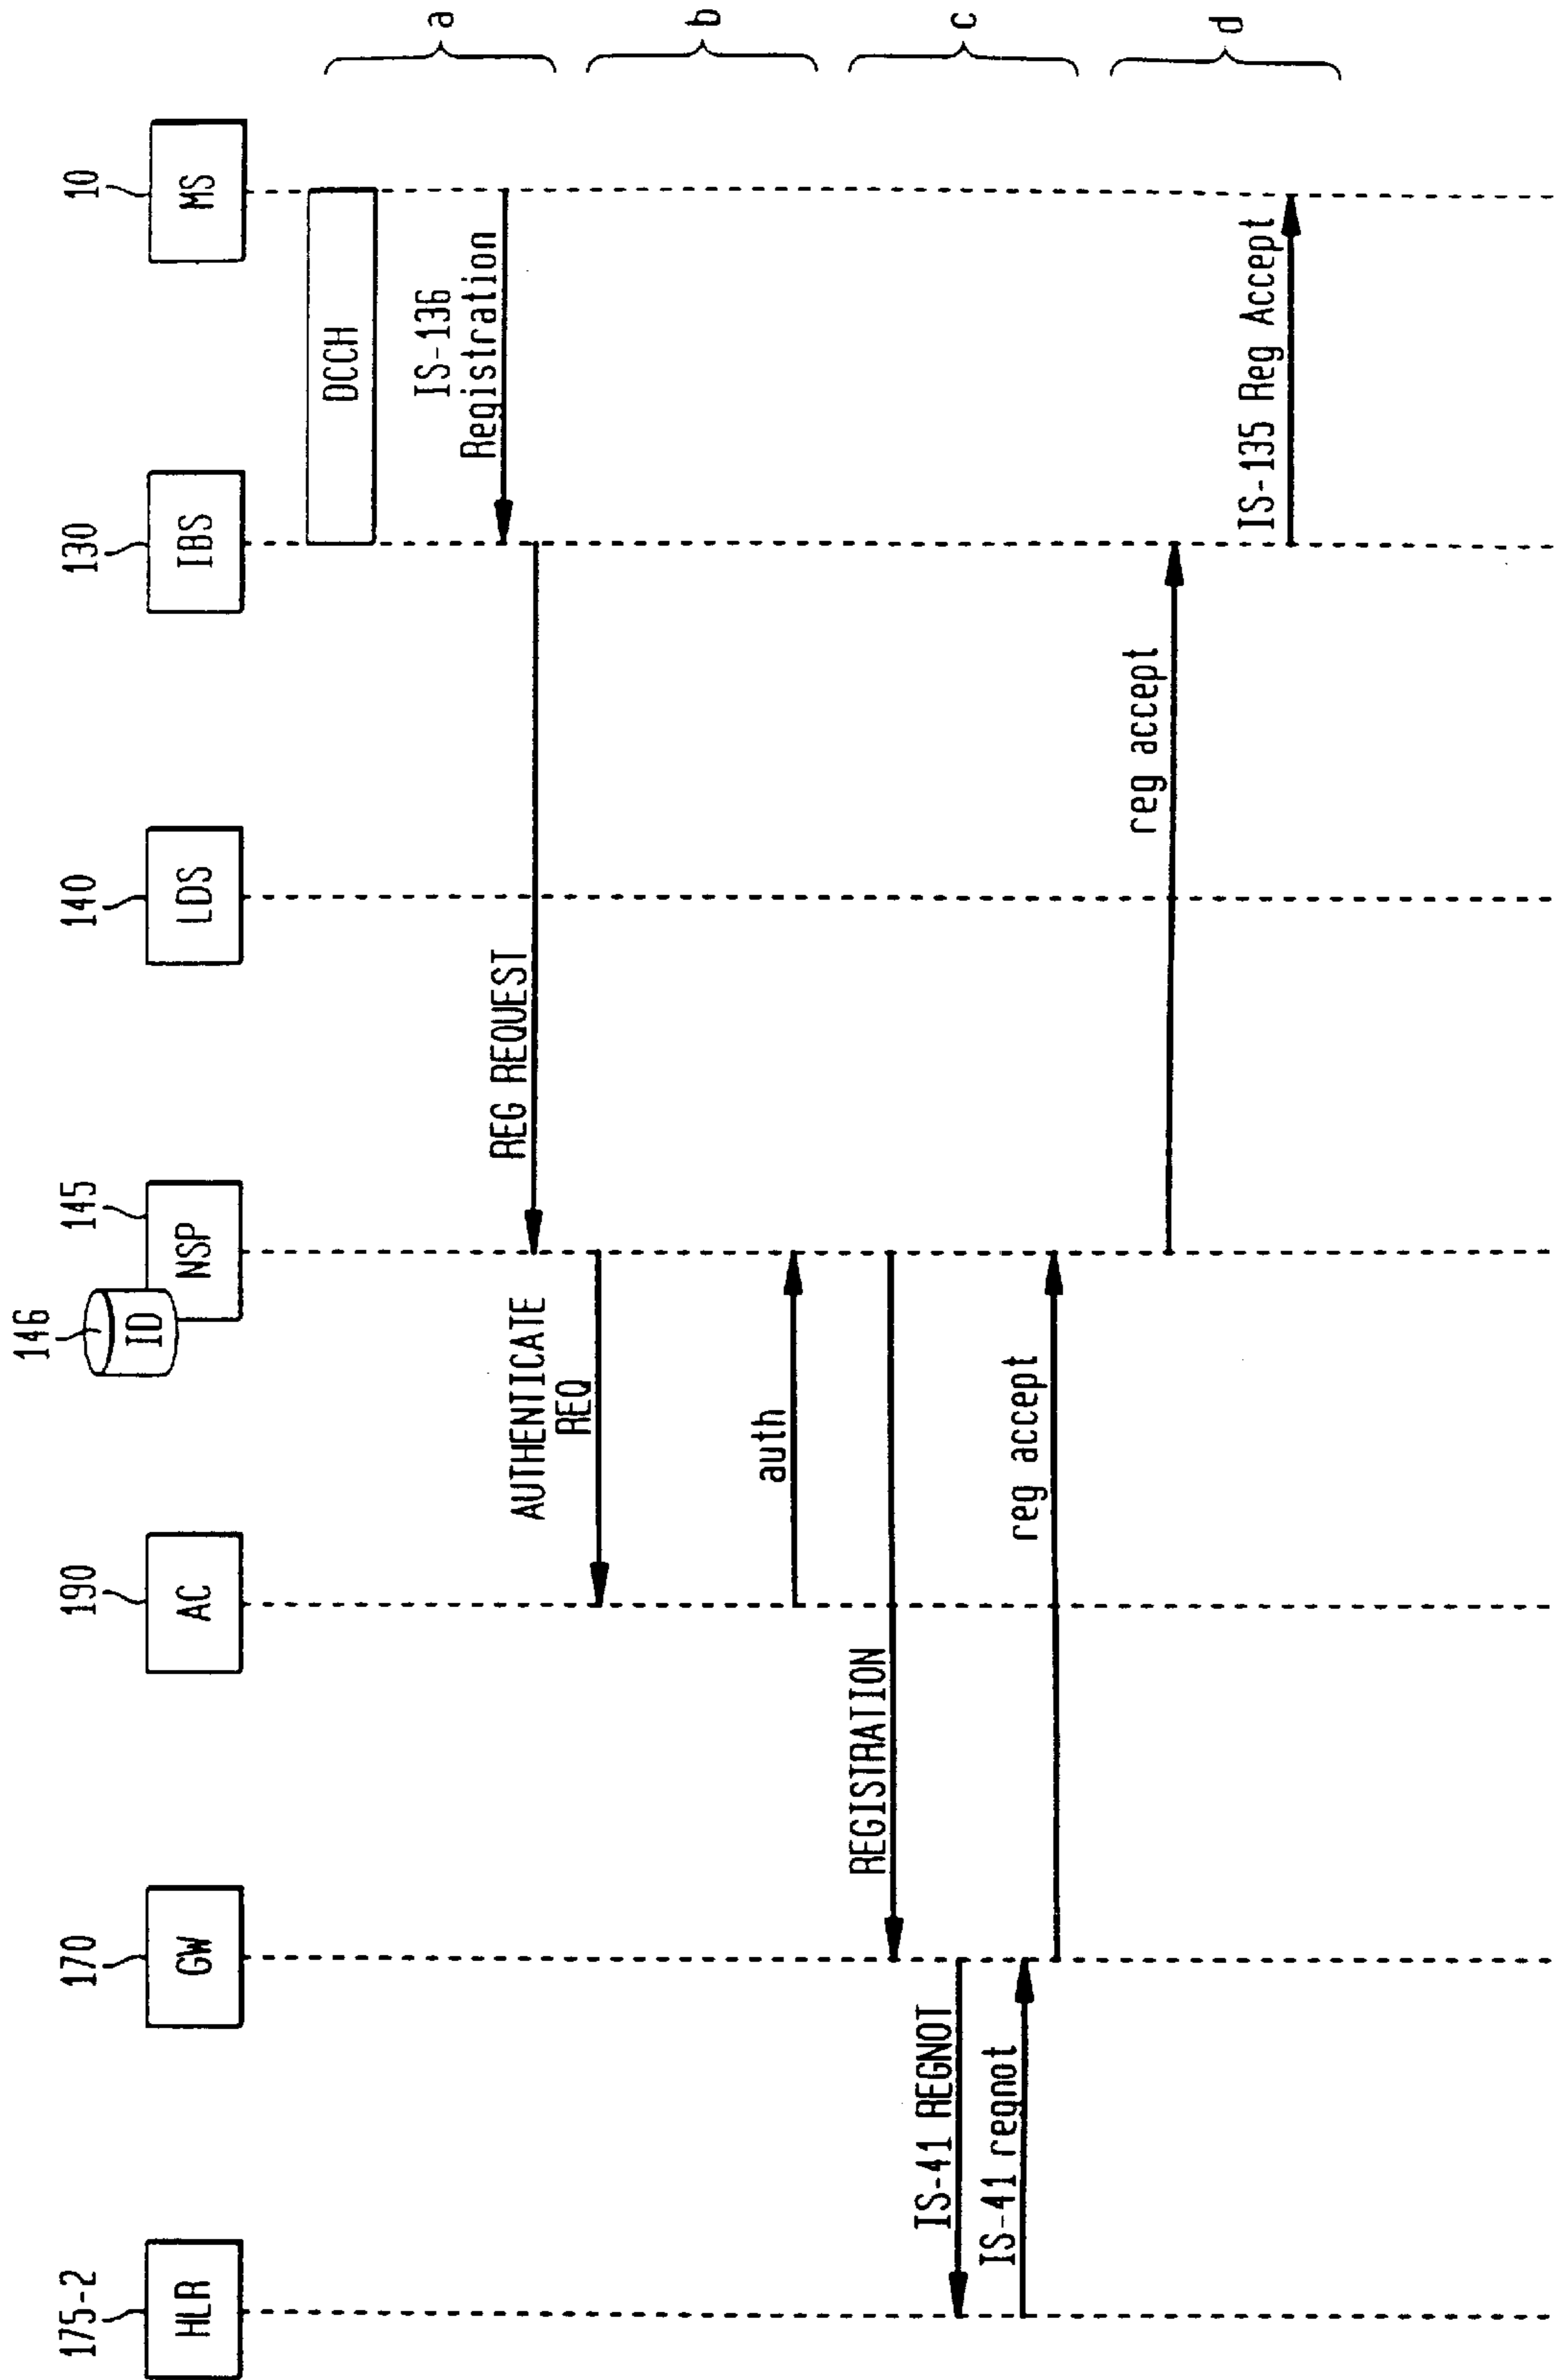 175-2
170
190
146
145
140
130
10
HLR
GW
AC
ID
NSP
LDS
IBS
MS
DCCH
a
IS-136
Registration
REG REQUEST
AUTHENTICATE
REQ
b
auth
REGISTRATION
c
IS-41 REGNOT
IS-41 regnot
reg accept
reg accept
d
IS-135 Reg Accept